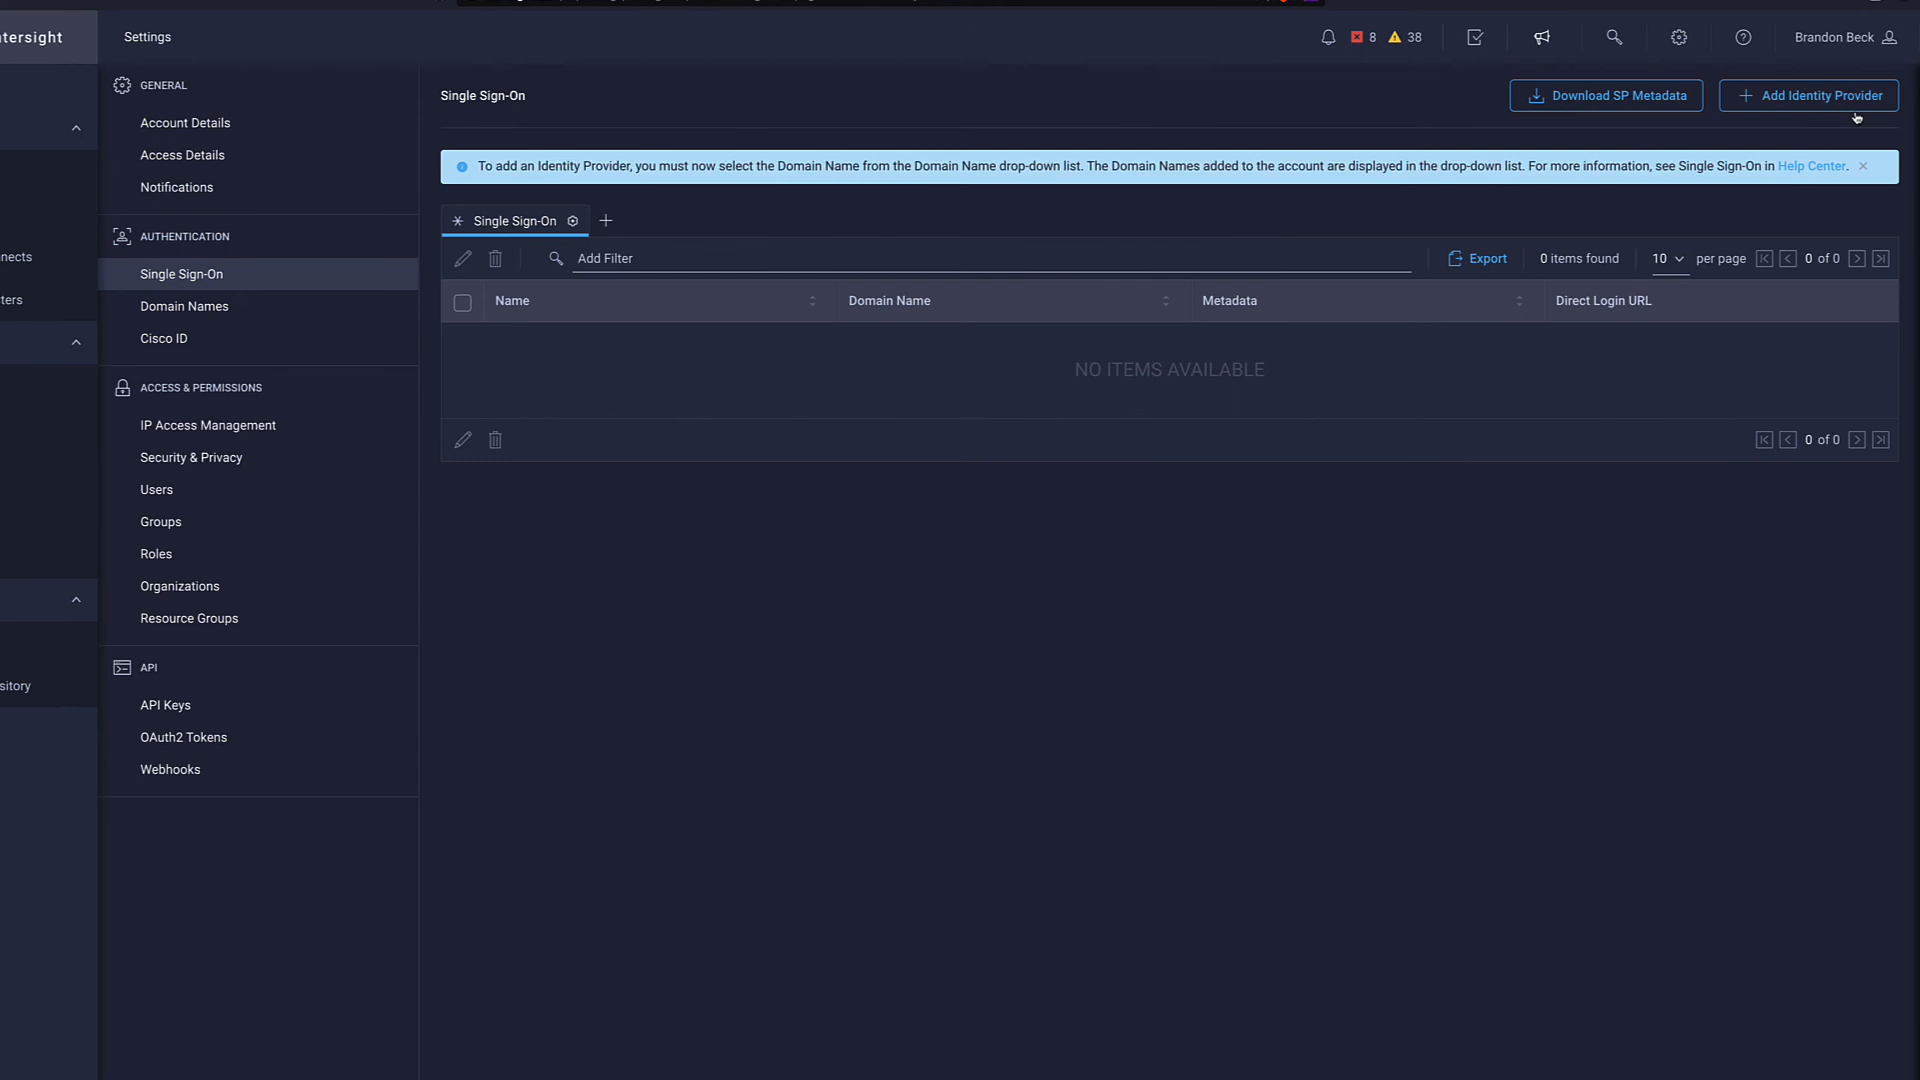 tersight
Settings
8
38
Brandon Beck
nects
ters
sitory
GENERAL
Account Details
Access Details
Notifications
AUTHENTICATION
Single Sign-On
Domain Names
Cisco ID
ACCESS & PERMISSIONS
IP Access Management
Security & Privacy
Users
Groups
Roles
Organizations
Resource Groups
API
API Keys
OAuth2 Tokens
Webhooks
Single Sign-On
Download SP Metadata
Add Identity Provider
To add an Identity Provider, you must now select the Domain Name from the Domain Name drop-down list. The Domain Names added to the account are displayed in the drop-down list. For more information, see Single Sign-On in Help Center.
Single Sign-On
Add Filter
Export
0 items found
10 per page
0 of 0
Name
Domain Name
Metadata
Direct Login URL
NO ITEMS AVAILABLE
0 of 0